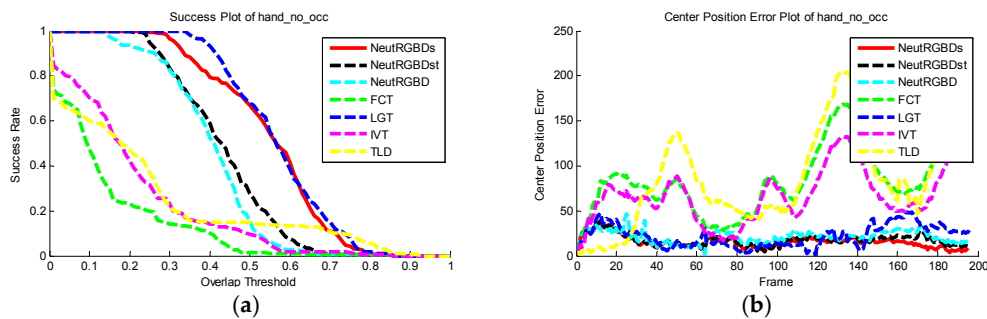 Success Plot of hand_no_occ
1
0.8
0.6
0.4
0.2
0
Success Rate
0 0.1 0.2 0.3 0.4 0.5 0.6 0.7 0.8 0.9 1
Overlap Threshold
NeutRGBDs
NeutRGBDst
NeutRGBD
FCT
LGT
IVT
TLD
(a)
Center Position Error Plot of hand_no_occ
250
200
150
100
50
0
Center Position Error
0 20 40 60 80 100 120 140 160 180 200
Frame
NeutRGBDs
NeutRGBDst
NeutRGBD
FCT
LGT
IVT
TLD
(b)